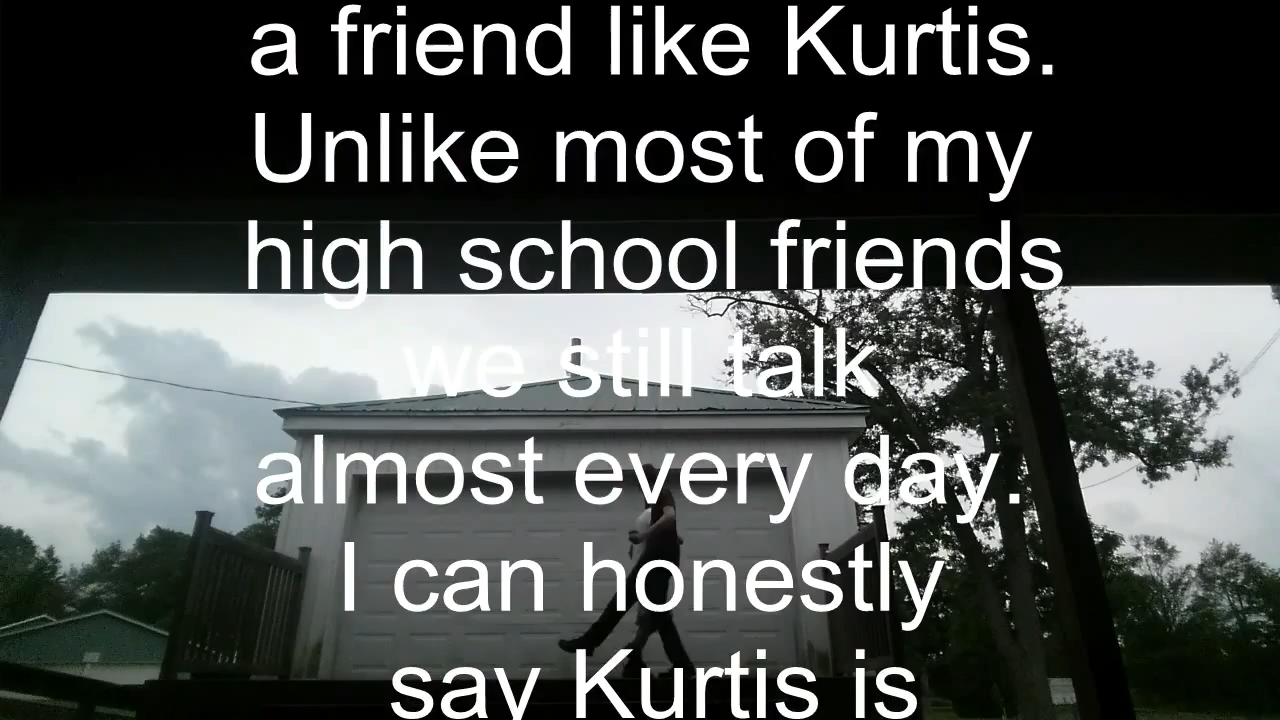 a friend like Kurtis.
Unlike most of my
high school friends
we still talk
almost every day.
I can honestly
say Kurtis is